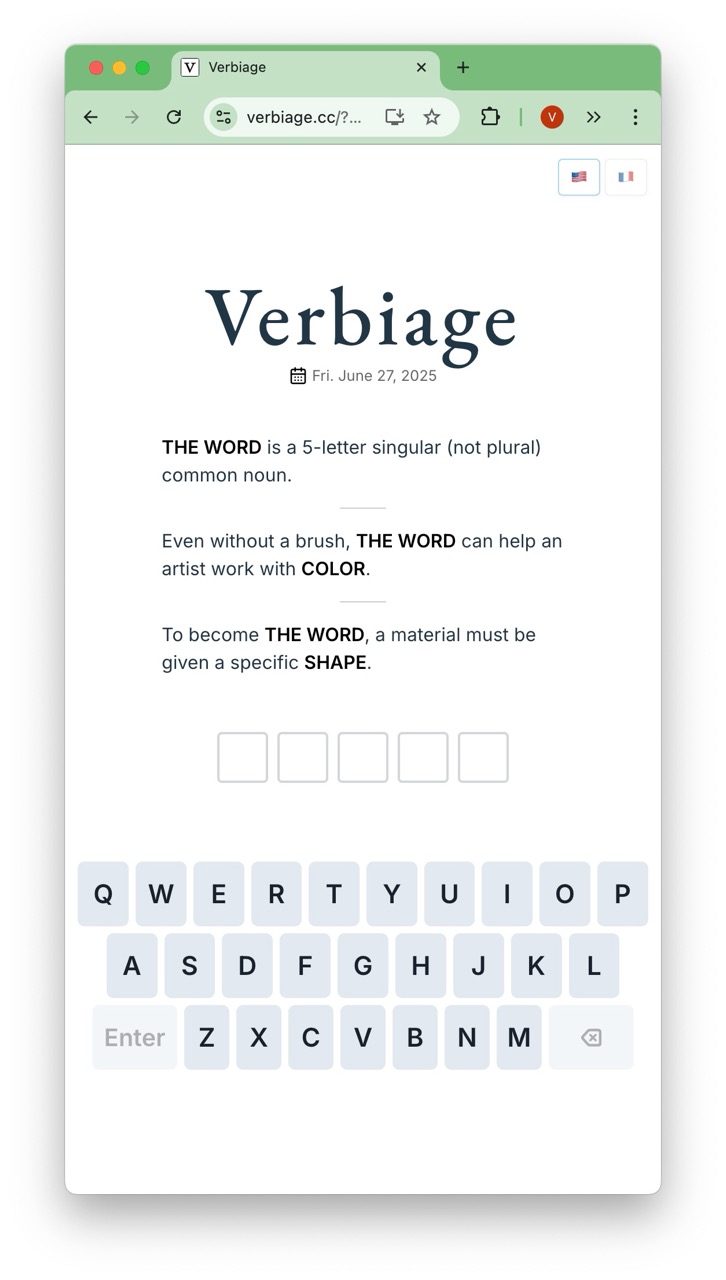 V Verbiage
verbiage.cc/?...
V
Verbiage
Fri. June 27, 2025
THE WORD is a 5-letter singular (not plural)
common noun.
Even without a brush, THE WORD can help an
artist work with COLOR.
To become THE WORD, a material must be
given a specific SHAPE.
Q W E R T Y U I O P
A S D F G H J K L
Enter Z X C V B N M